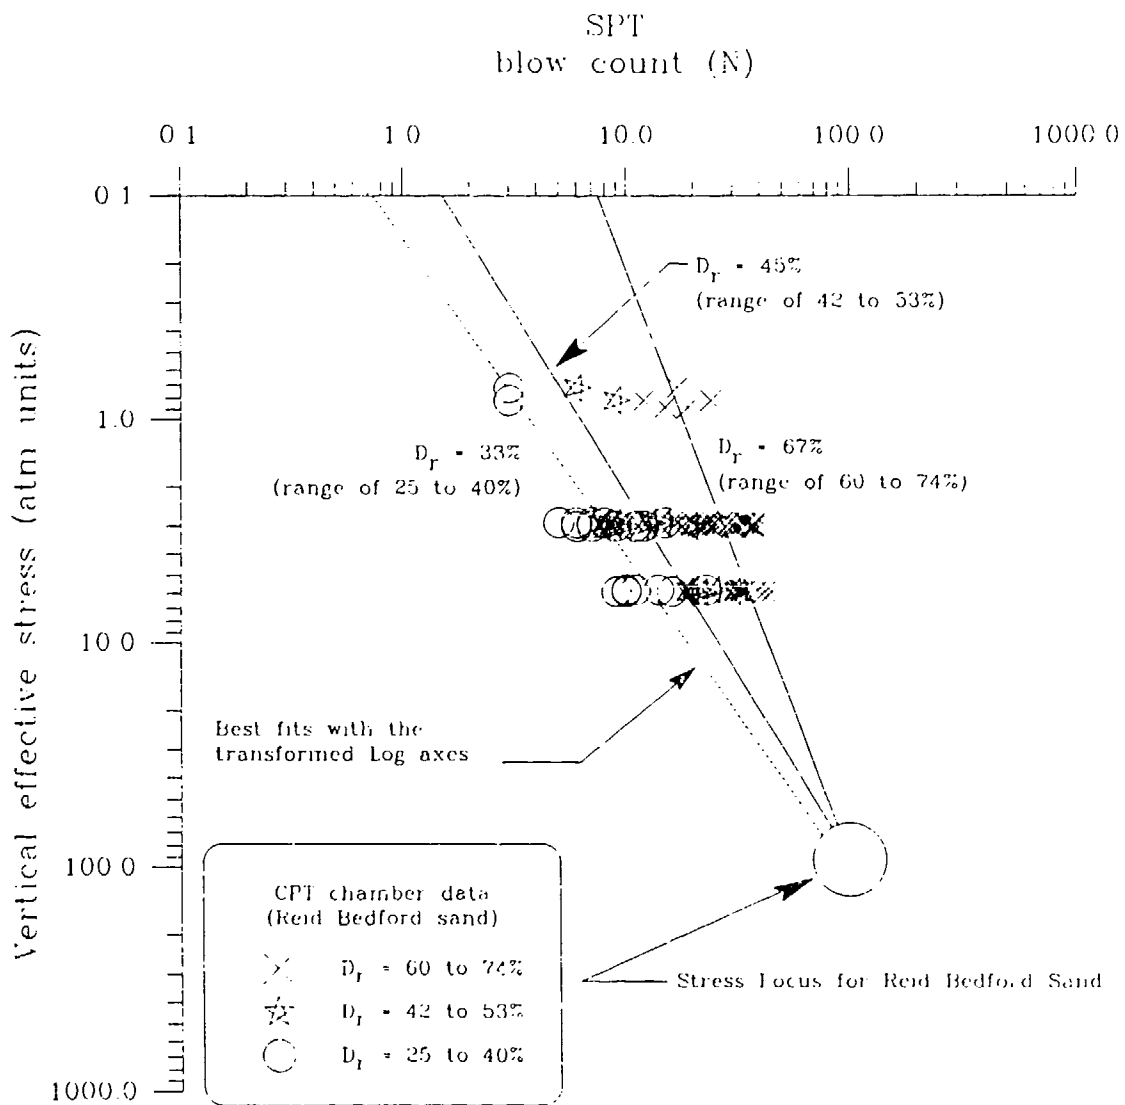 SPT
blow count (N)
0 1 1 0 10.0 100.0 1000.0
0 1
1.0
10 0
100.0
1000.0
Vertical effective stress (atm units)
D_r - 45%
(range of 42 to 53%)
D_r - 33%
(range of 25 to 40%)
D_r - 67%
(range of 60 to 74%)
Best fits with the
transformed Log axes
CPT chamber data
(Reid Bedford sand)
D_r = 60 to 74%
D_r = 42 to 53%
D_r = 25 to 40%
Stress Focus for Reid Bedford Sand